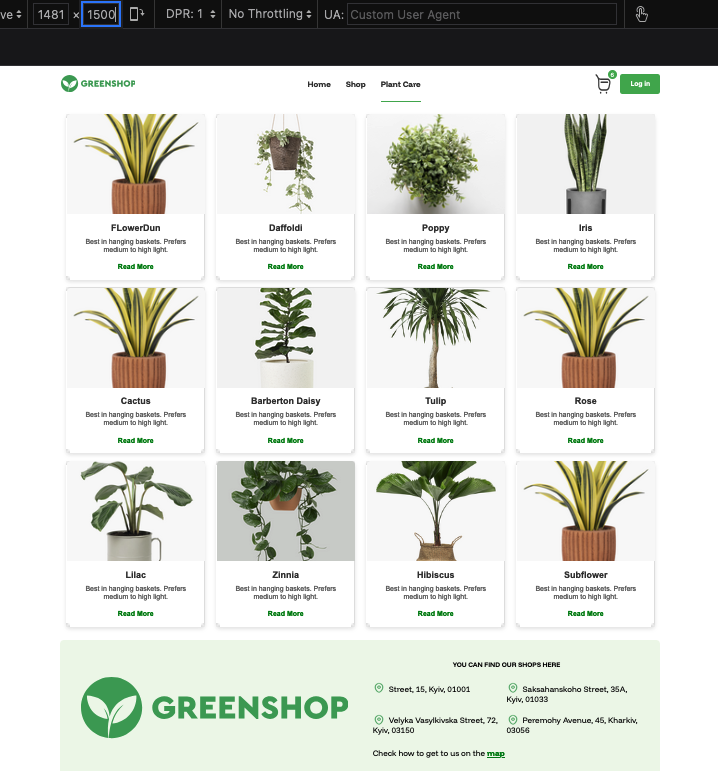 ve
1481 × 1500
DPR: 1
No Throttling
UA: Custom User Agent
GREENSHOP
Home
Shop
Plant Care
6
Log in
FLowerDun
Best in hanging baskets. Prefers
medium to high light.
Read More
Daffoldi
Best in hanging baskets. Prefers
medium to high light.
Read More
Poppy
Best in hanging baskets. Prefers
medium to high light.
Read More
Iris
Best in hanging baskets. Prefers
medium to high light.
Read More
Cactus
Best in hanging baskets. Prefers
medium to high light.
Read More
Barberton Daisy
Best in hanging baskets. Prefers
medium to high light.
Read More
Tulip
Best in hanging baskets. Prefers
medium to high light.
Read More
Rose
Best in hanging baskets. Prefers
medium to high light.
Read More
Lilac
Best in hanging baskets. Prefers
medium to high light.
Read More
Zinnia
Best in hanging baskets. Prefers
medium to high light.
Read More
Hibiscus
Best in hanging baskets. Prefers
medium to high light.
Read More
Subflower
Best in hanging baskets. Prefers
medium to high light.
Read More
GREENSHOP
YOU CAN FIND OUR SHOPS HERE
Street, 15, Kyiv, 01001
Saksahanskoho Street, 35A,
Kyiv, 01033
Velyka Vasylkivska Street, 72,
Kyiv, 03150
Peremohy Avenue, 45, Kharkiv,
03056
Check how to get to us on the map